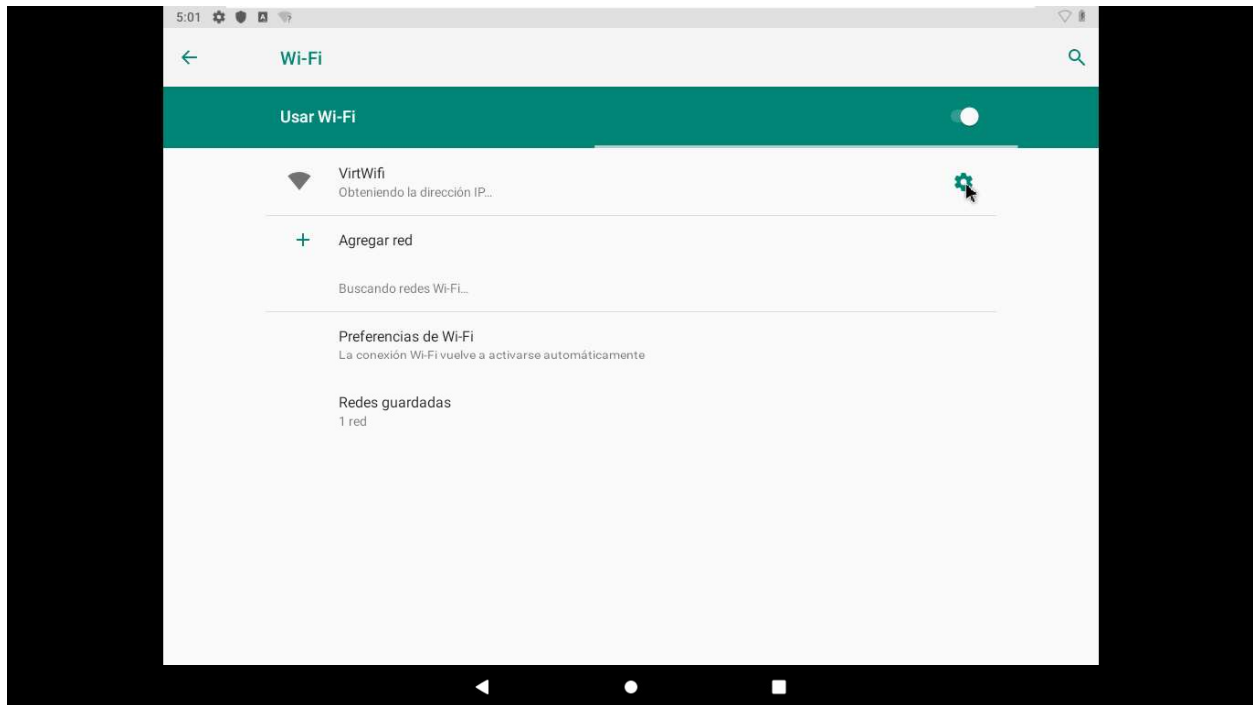 5:01
Wi-Fi
Usar Wi-Fi
VirtWifi
Obteniendo la dirección IP...
Agregar red
Buscando redes Wi-Fi...
Preferencias de Wi-Fi
La conexión Wi-Fi vuelve a activarse automáticamente
Redes guardadas
1 red